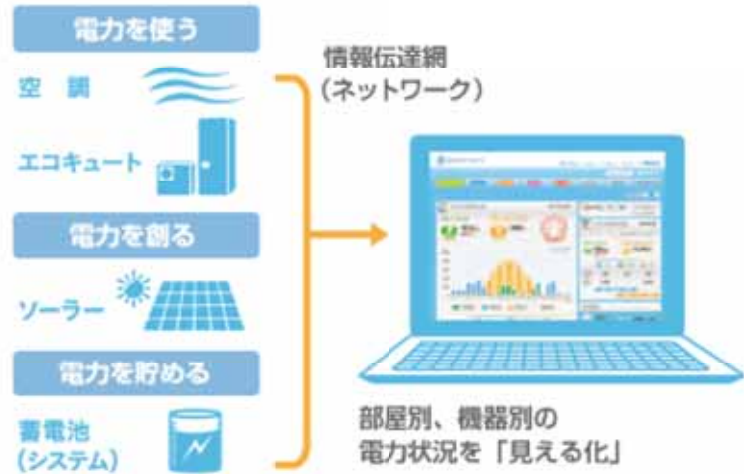 電力を使う
空 調
エコキュート
電力を創る
ソーラー
電力を貯める
蓄電池
(システム)
情報伝達網
(ネットワーク)
部屋別、機器別の
電力状況を「見える化」